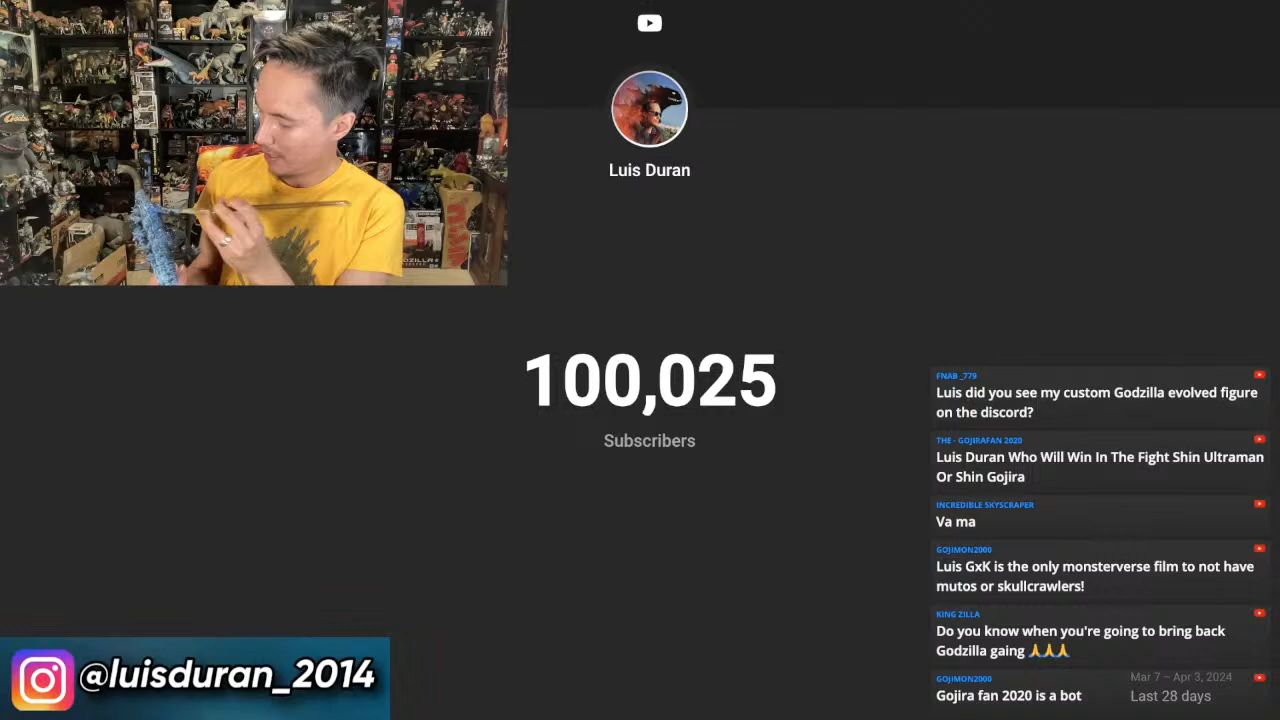 Luis Duran
100,025
Subscribers
FNAB _779
Luis did you see my custom Godzilla evolved figure
on the discord?
THE - GOJIRAFAN 2020
Luis Duran Who Will Win In The Fight Shin Ultraman
Or Shin Gojira
INCREDIBLE SKYSCRAPER
Va ma
GOJIMON2000
Luis GxK is the only monsterverse film to not have
mutos or skullcrawlers!
KING ZILLA
Do you know when you're going to bring back
Godzilla gaing 🙏🙏🙏
GOJIMON2000
Gojira fan 2020 is a bot
Mar 7 – Apr 3, 2024
Last 28 days
@luisduran_2014